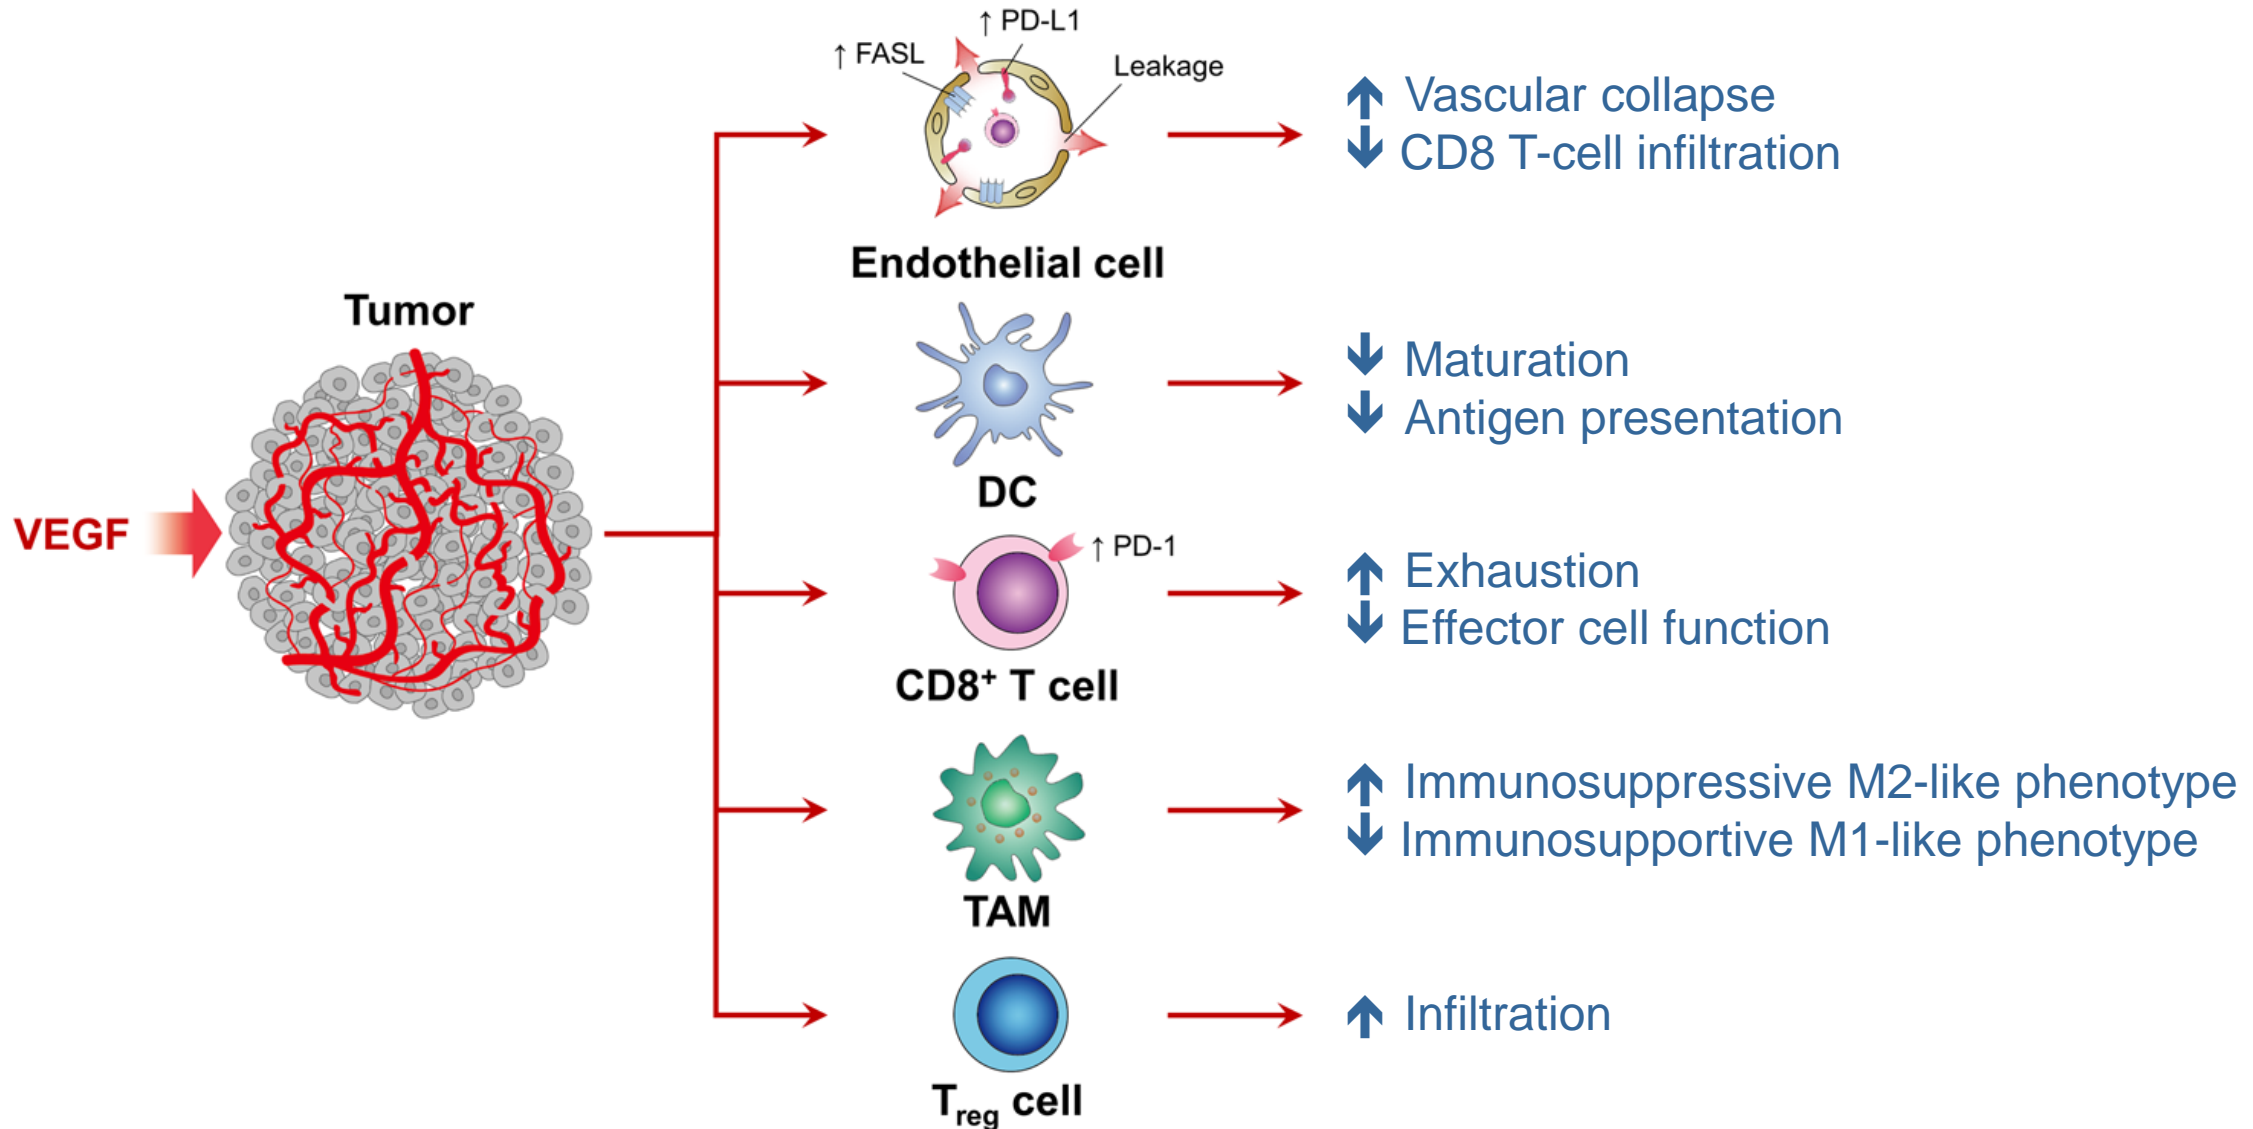 ↑ PD-L1
↑ FASL
Leakage
↑ Vascular collapse
↓ CD8 T-cell infiltration
Endothelial cell
Tumor
↓ Maturation
↓ Antigen presentation
DC
VEGF
↑ PD-1
↑ Exhaustion
↓ Effector cell function
CD8⁺ T cell
↑ Immunosuppressive M2-like phenotype
↓ Immunosupportive M1-like phenotype
TAM
↑ Infiltration
Treg cell